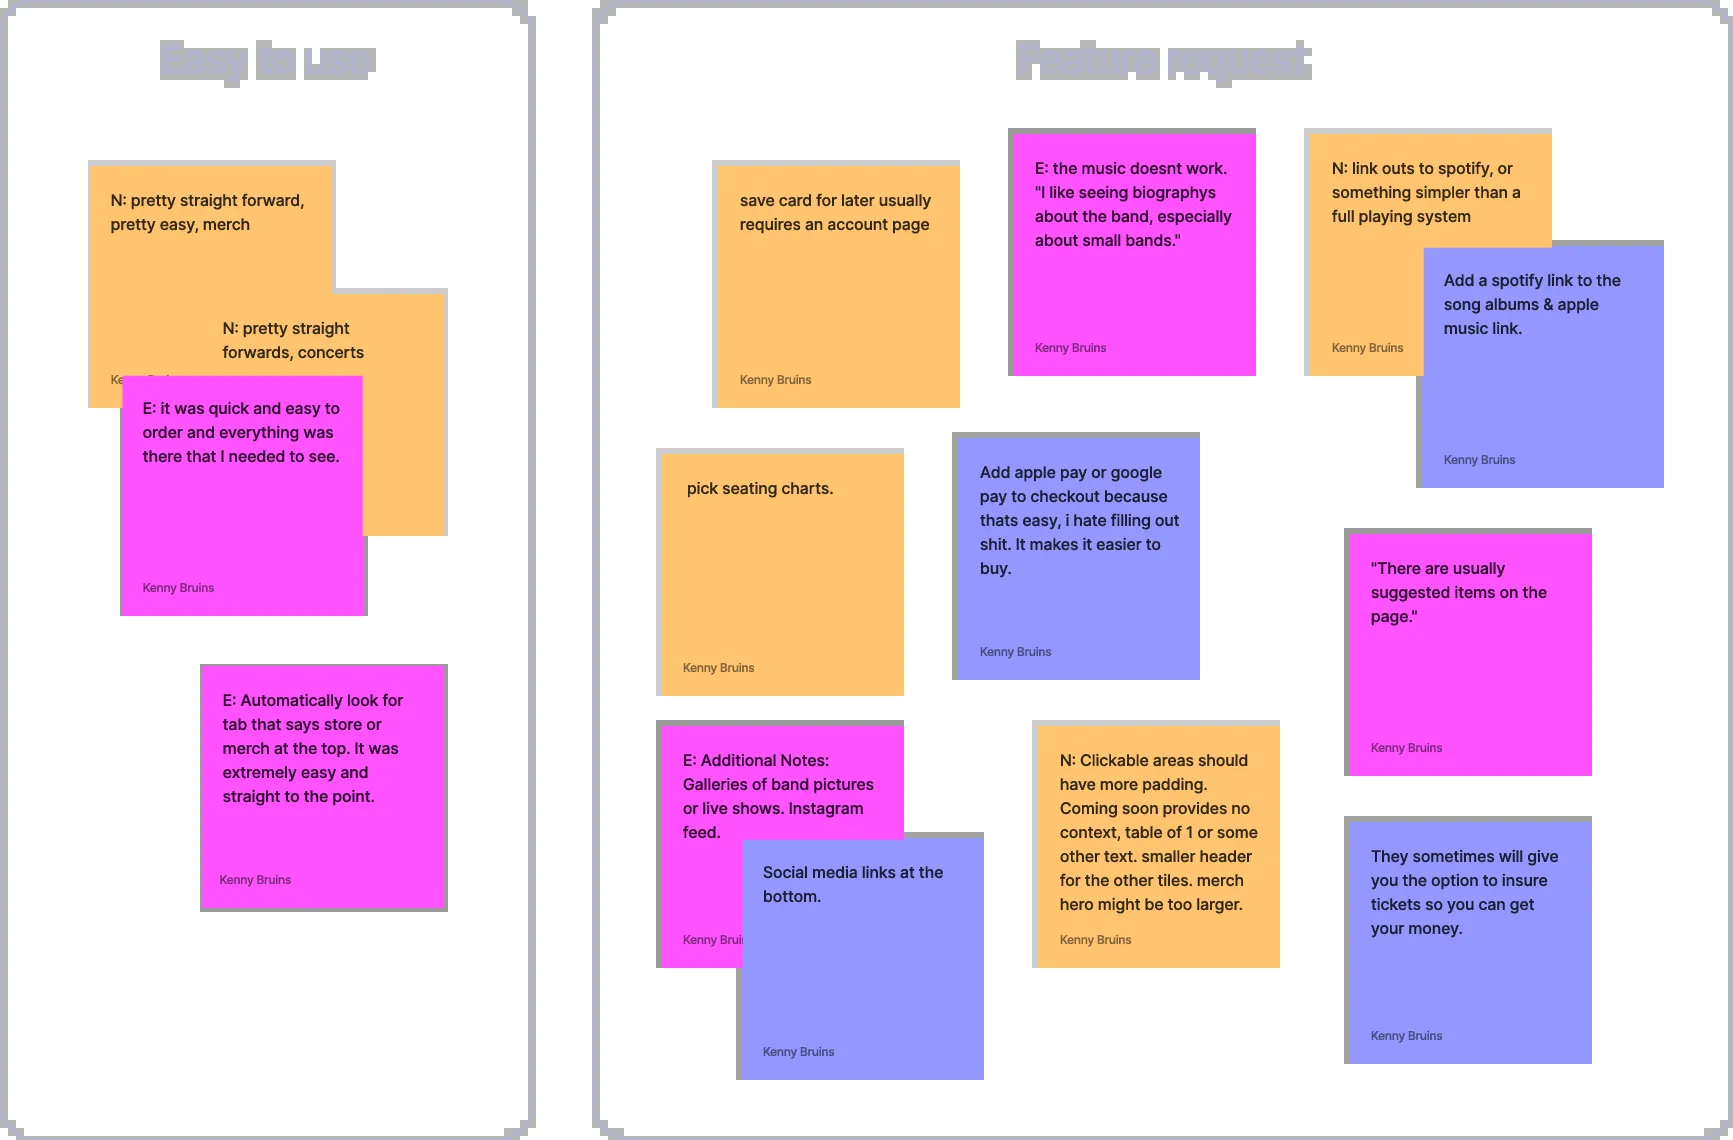 Easy to use
N: pretty straight forward,
pretty easy, merch
N: pretty straight
forwards, concerts
E: it was quick and easy to
order and everything was
there that I needed to see.
Kenny Bruins
E: Automatically look for
tab that says store or
merch at the top. It was
extremely easy and
straight to the point.
Kenny Bruins
Feature request
save card for later usually
requires an account page
Kenny Bruins
E: the music doesnt work.
"I like seeing biographys
about the band, especially
about small bands."
Kenny Bruins
N: link outs to spotify, or
something simpler than a
full playing system
Kenny Bruins
Add a spotify link to the
song albums & apple
music link.
Kenny Bruins
pick seating charts.
Kenny Bruins
Add apple pay or google
pay to checkout because
thats easy, i hate filling out
shit. It makes it easier to
buy.
Kenny Bruins
"There are usually
suggested items on the
page."
Kenny Bruins
E: Additional Notes:
Galleries of band pictures
or live shows. Instagram
feed.
Kenny
Social media links at the
bottom.
Kenny Bruins
N: Clickable areas should
have more padding.
Coming soon provides no
context, table of 1 or some
other text. smaller header
for the other tiles. merch
hero might be too larger.
Kenny Bruins
They sometimes will give
you the option to insure
tickets so you can get
your money.
Kenny Bruins